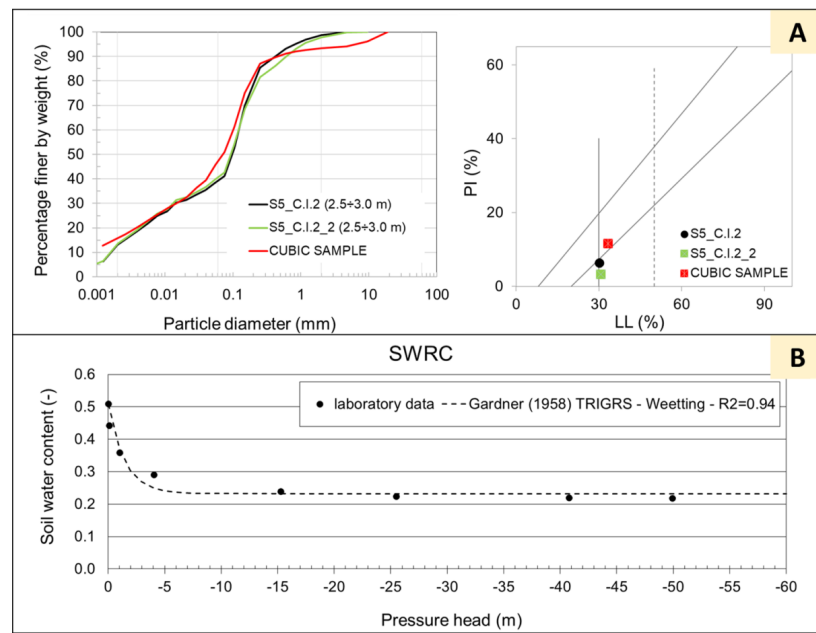 A
100
90
80
70
60
50
40
30
20
10
0
Percentage finer by weight (%)
S5_C.I.2 (2.5÷3.0 m)
S5_C.I.2_2 (2.5÷3.0 m)
CUBIC SAMPLE
0.001 0.01 0.1 1 10 100
Particle diameter (mm)
60
40
20
0
PI (%)
S5_C.I.2
S5_C.I.2_2
CUBIC SAMPLE
0 30 60 90
LL (%)
B
SWRC
0.6
0.5
0.4
0.3
0.2
0.1
0.0
Soil water content (-)
laboratory data
Gardner (1958) TRIGRS - Weetting - R2=0.94
0 -5 -15 -10 -25 -20 -25 -30 -35 -40 -45 -50 -55 -60
Pressure head (m)